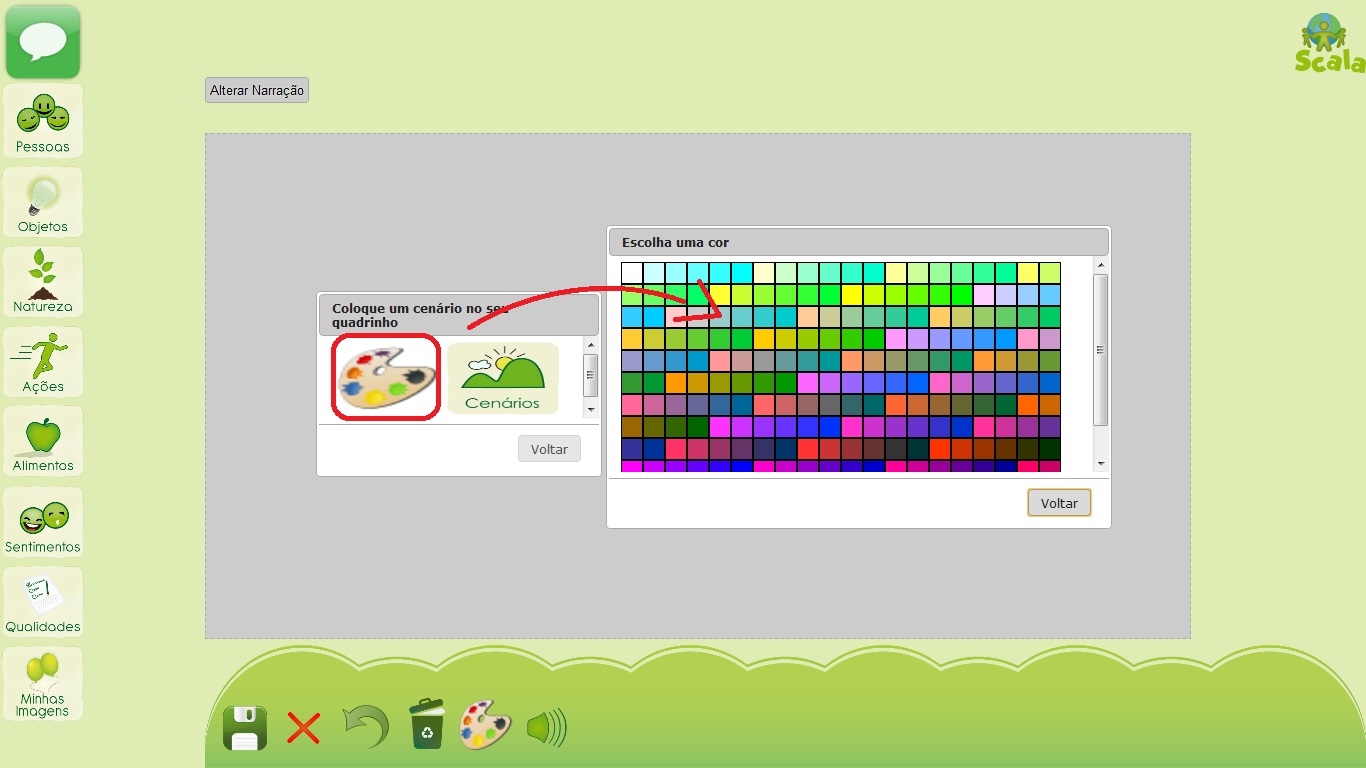 Scala
Alterar Narração
Pessoas
Objetos
Natureza
Ações
Alimentos
Sentimentos
Qualidades
Minhas
Imagens
Coloque um cenário no seu
quadrinho
Cenários
Voltar
Escolha uma cor
Voltar